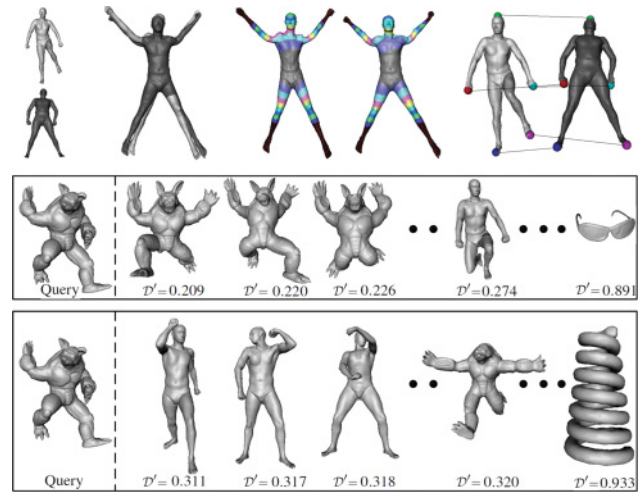 Query
𝒟′ = 0.209
𝒟′ = 0.220
𝒟′ = 0.226
𝒟′ = 0.274
𝒟′ = 0.891
Query
𝒟′ = 0.311
𝒟′ = 0.317
𝒟′ = 0.318
𝒟′ = 0.320
𝒟′ = 0.933